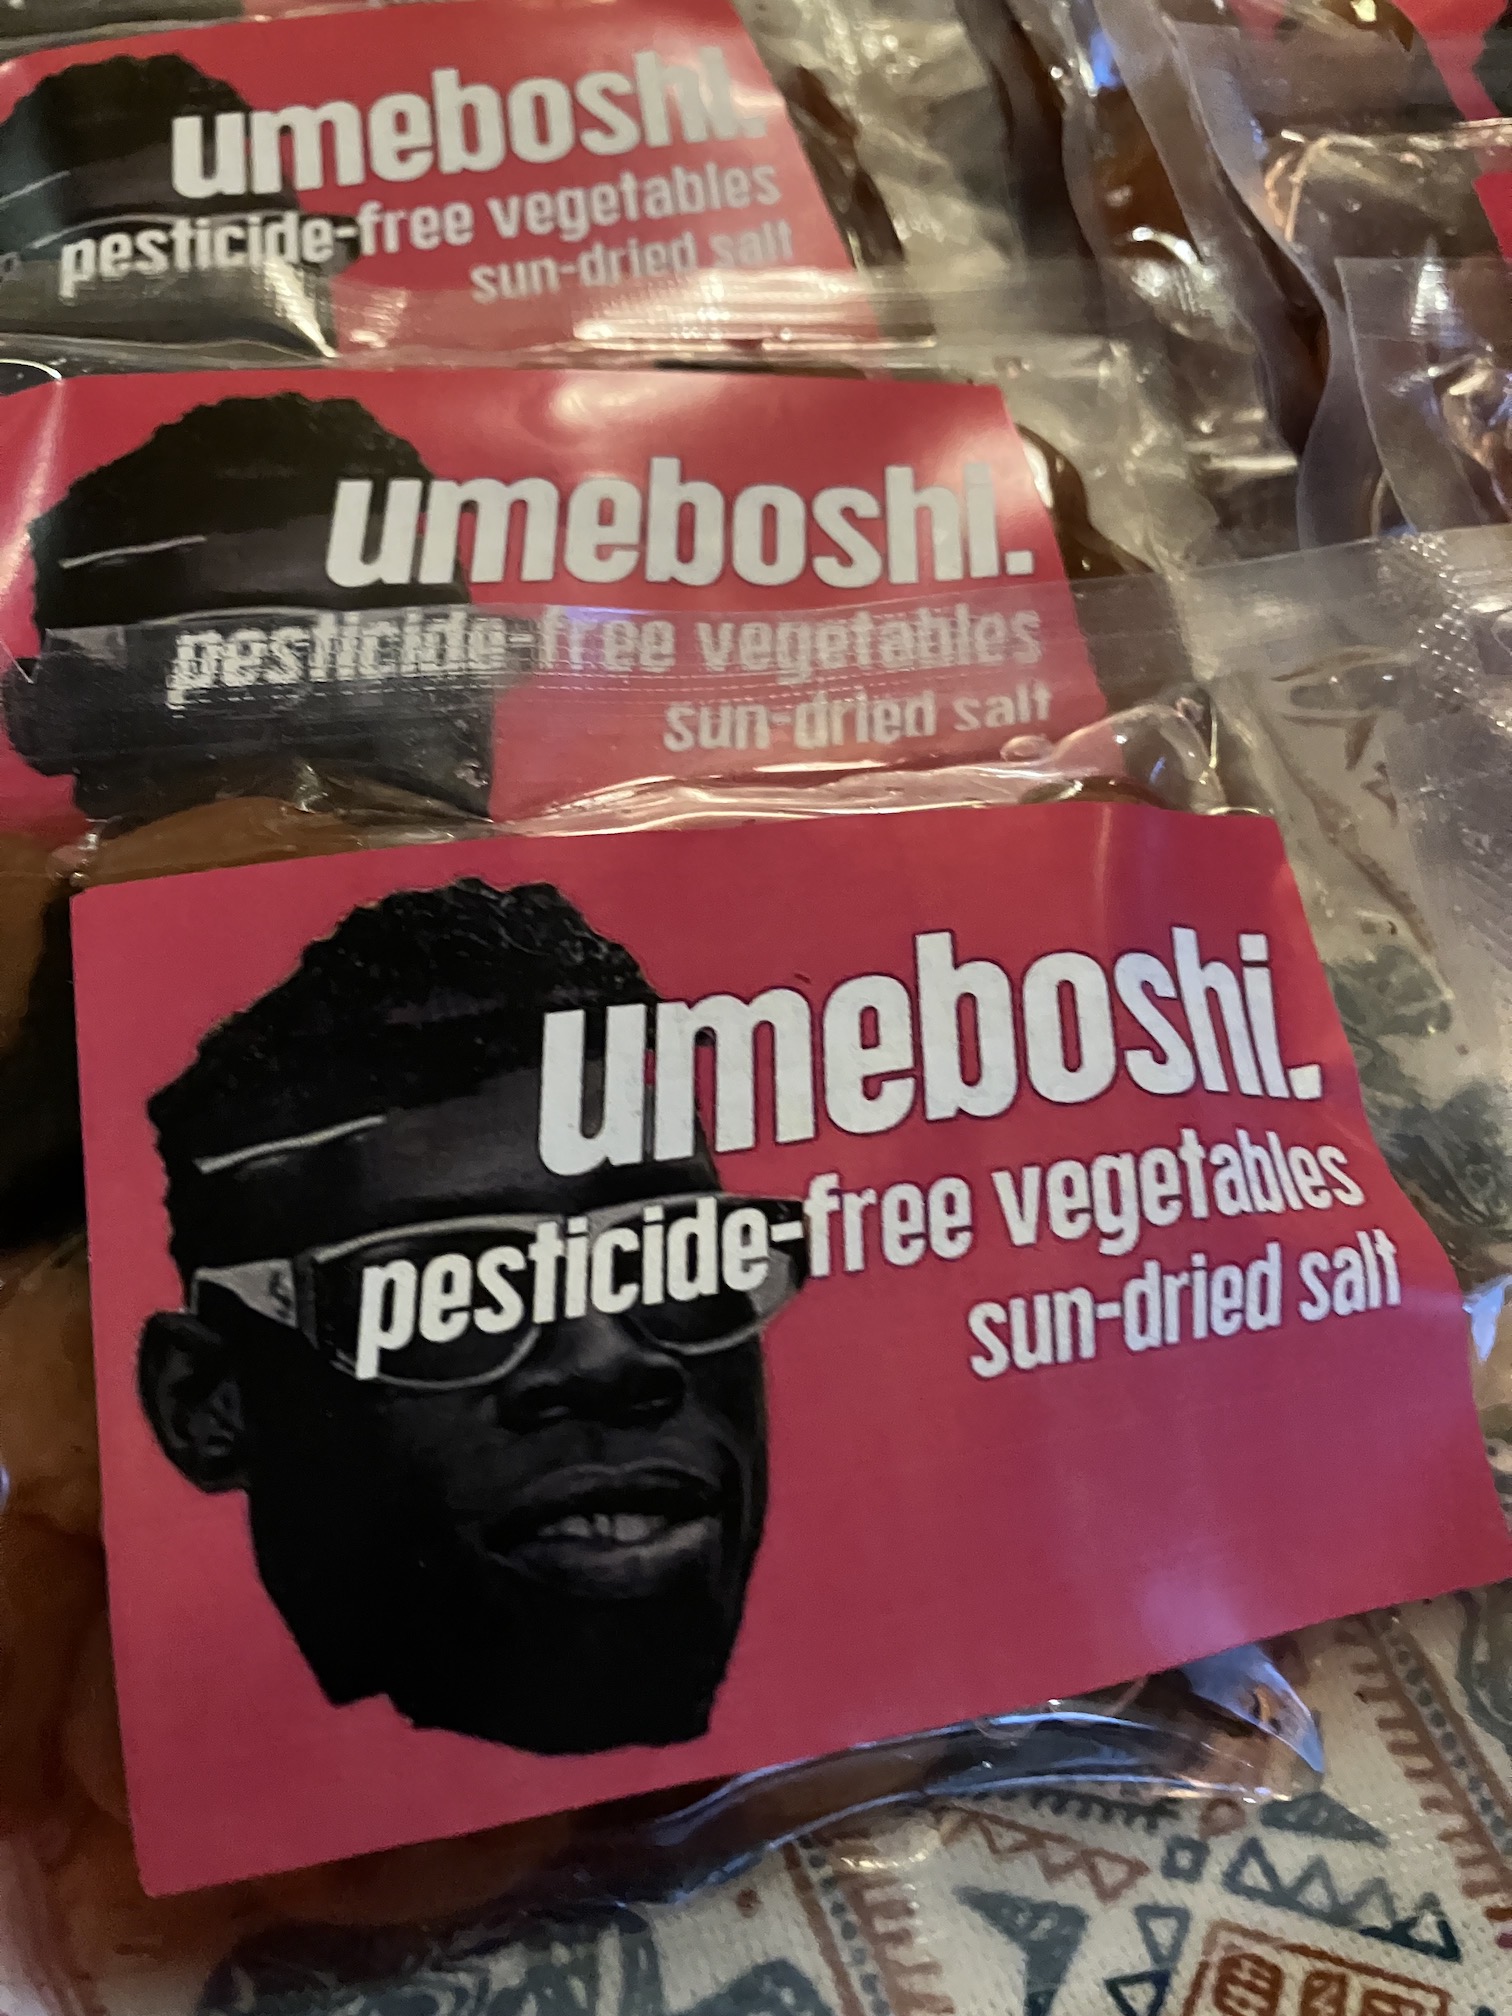 umeboshi.
pesticide-free vegetables
sun-dried salt
umeboshi.
pesticide-free vegetables
sun-dried salt
umeboshi.
pesticide-free vegetables
sun-dried salt